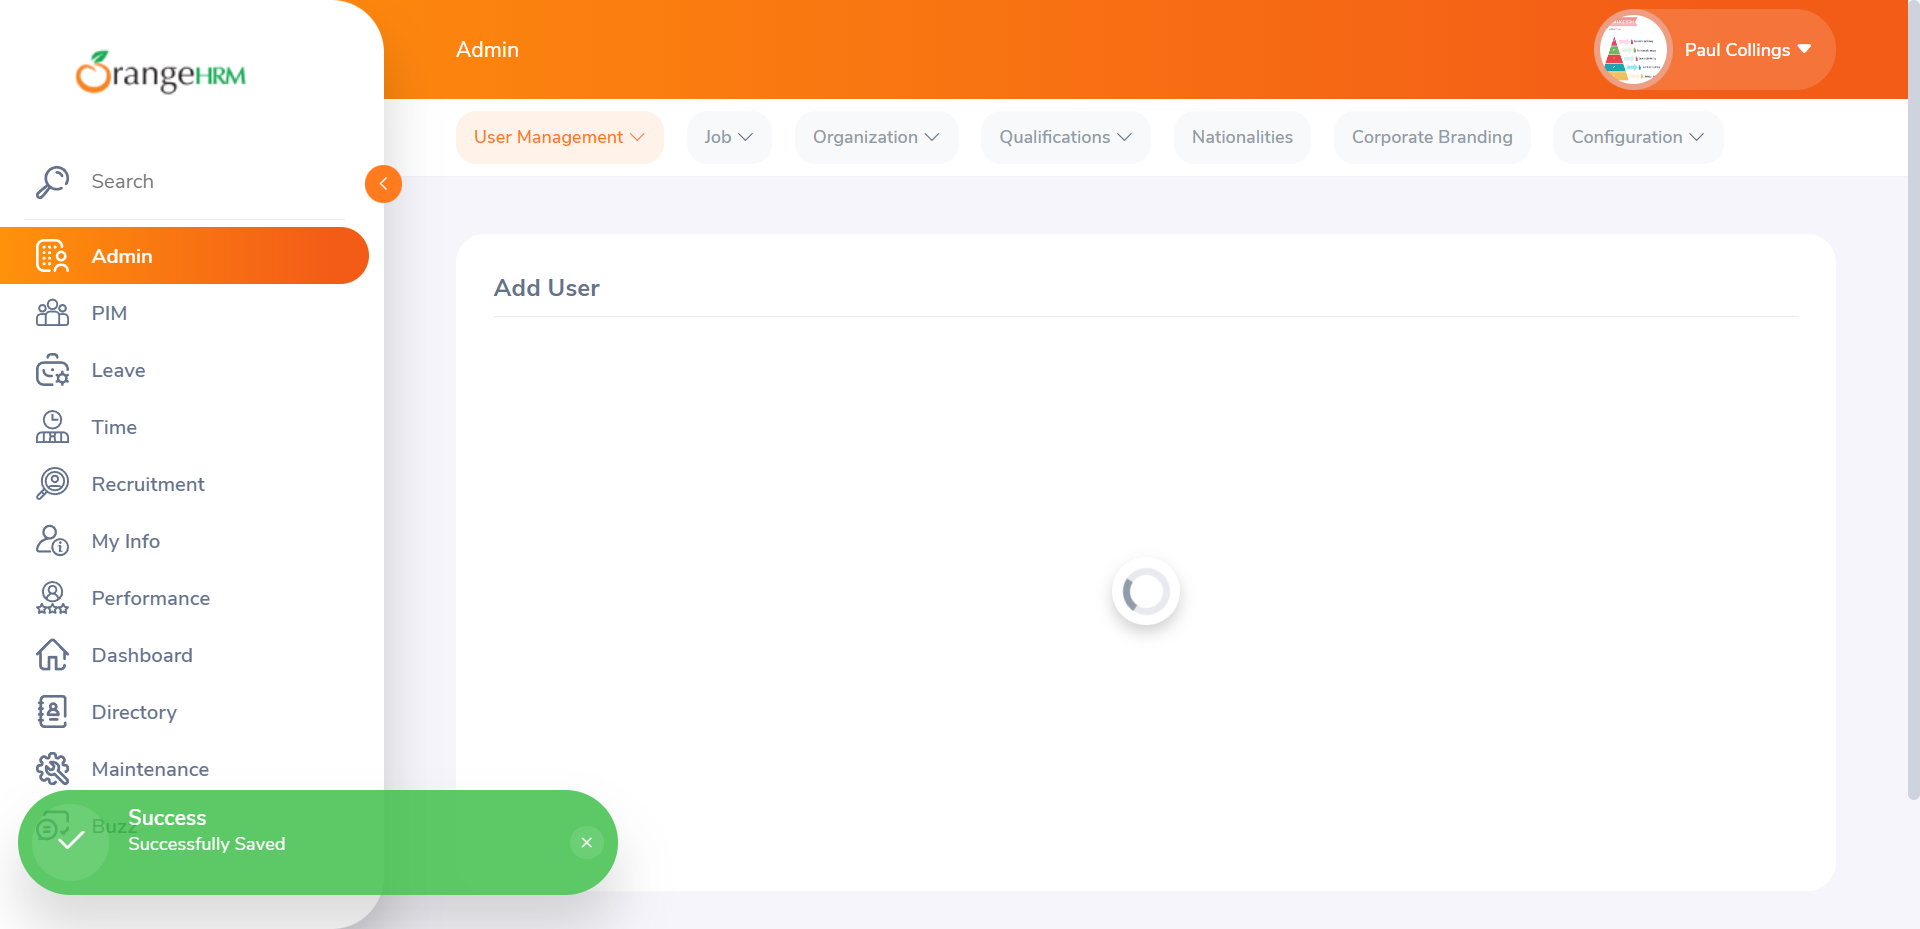 OrangeHRM
Admin
Paul Collings
User Management
Job
Organization
Qualifications
Nationalities
Corporate Branding
Configuration
Search
Admin
PIM
Leave
Time
Recruitment
My Info
Performance
Dashboard
Directory
Maintenance
Buzz
Add User
Success
Successfully Saved